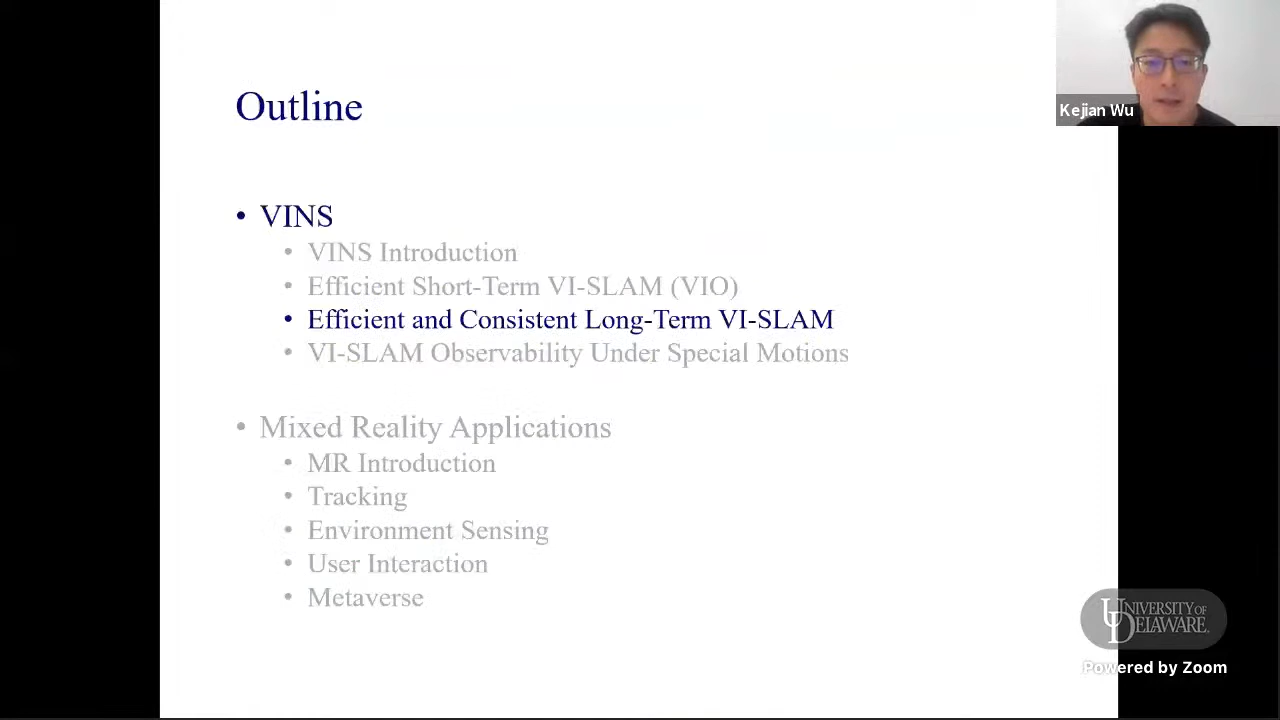 Outline
Kejian Wu
• VINS
• VINS Introduction
• Efficient Short-Term VI-SLAM (VIO)
• Efficient and Consistent Long-Term VI-SLAM
• VI-SLAM Observability Under Special Motions
• Mixed Reality Applications
• MR Introduction
• Tracking
• Environment Sensing
• User Interaction
• Metaverse
UNIVERSITY OF
DELAWARE.
Powered by Zoom